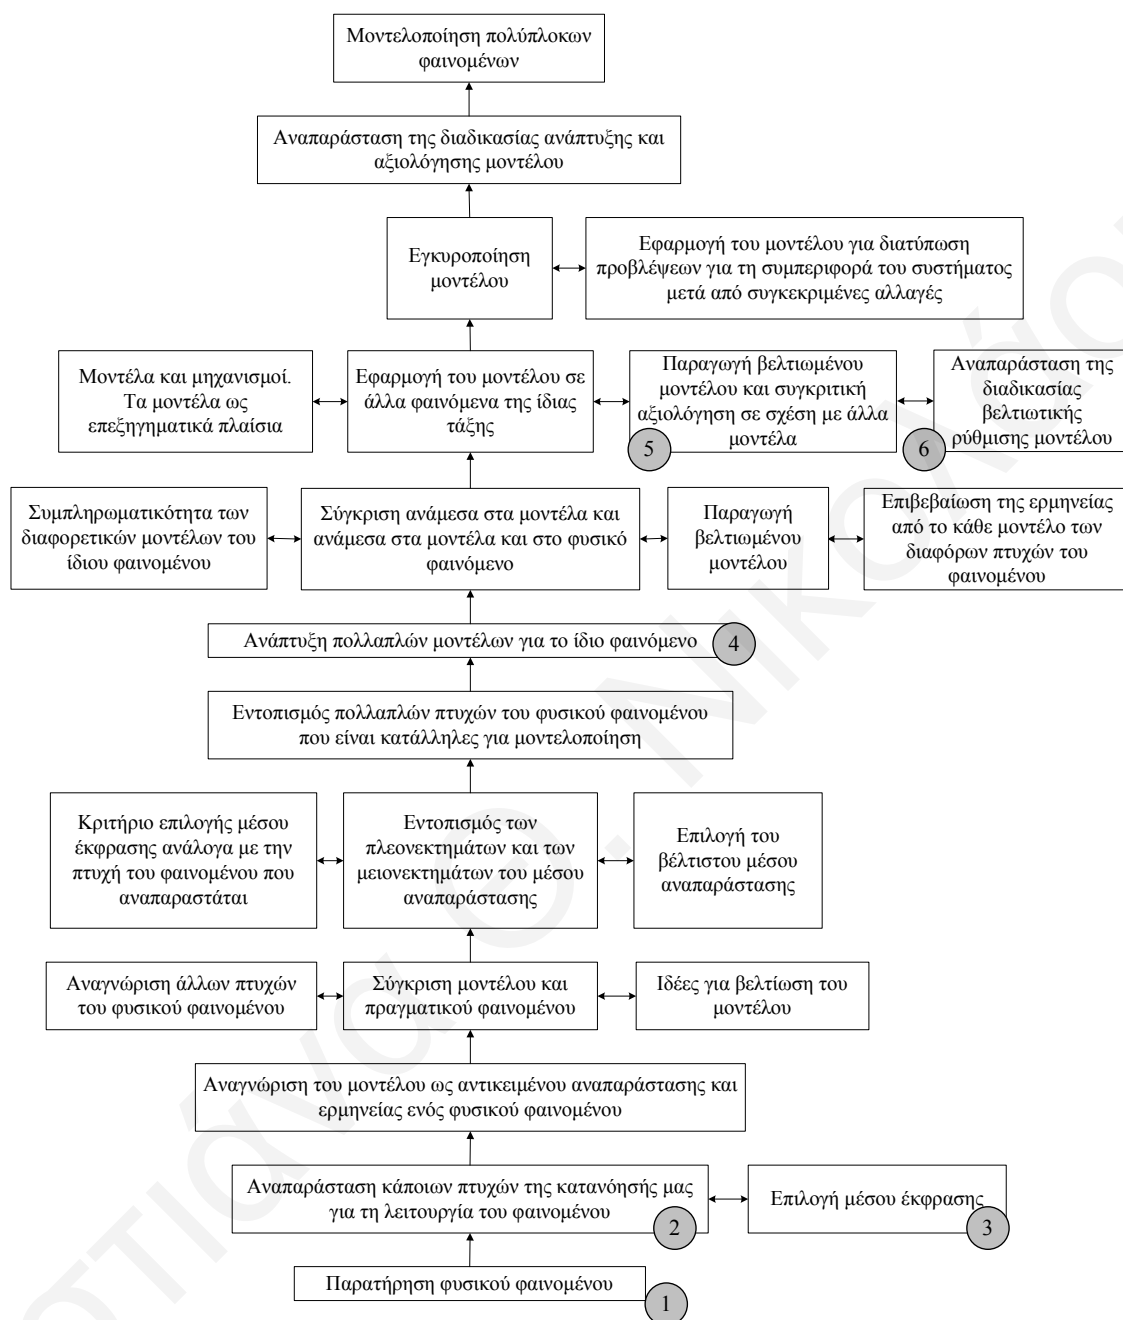 Μοντελοποίηση πολύπλοκων
φαινομένων
Αναπαράσταση της διαδικασίας ανάπτυξης και
αξιολόγησης μοντέλου
Εγκυροποίηση
μοντέλου
Εφαρμογή του μοντέλου για διατύπωση
προβλέψεων για τη συμπεριφορά του συστήματος
μετά από συγκεκριμένες αλλαγές
Μοντέλα και μηχανισμοί.
Τα μοντέλα ως
επεξηγηματικά πλαίσια
Εφαρμογή του μοντέλου σε
άλλα φαινόμενα της ίδιας
τάξης
Παραγωγή βελτιωμένου
μοντέλου και συγκριτική
αξιολόγηση σε σχέση με άλλα
μοντέλα
5
Αναπαράσταση της
διαδικασίας
βελτιωτικής
ρύθμισης μοντέλου
6
Συμπληρωματικότητα των
διαφορετικών μοντέλων του
ίδιου φαινομένου
Σύγκριση ανάμεσα στα μοντέλα και
ανάμεσα στα μοντέλα και στο φυσικό
φαινόμενο
Παραγωγή
βελτιωμένου
μοντέλου
Επιβεβαίωση της ερμηνείας
από το κάθε μοντέλο των
διαφόρων πτυχών του
φαινομένου
Ανάπτυξη πολλαπλών μοντέλων για το ίδιο φαινόμενο
4
Εντοπισμός πολλαπλών πτυχών του φυσικού φαινομένου
που είναι κατάλληλες για μοντελοποίηση
Κριτήριο επιλογής μέσου
έκφρασης ανάλογα με την
πτυχή του φαινομένου που
αναπαραστάται
Εντοπισμός των
πλεονεκτημάτων και των
μειονεκτημάτων του μέσου
αναπαράστασης
Επιλογή του
βέλτιστου μέσου
αναπαράστασης
Αναγνώριση άλλων πτυχών
του φυσικού φαινομένου
Σύγκριση μοντέλου και
πραγματικού φαινομένου
Ιδέες για βελτίωση του
μοντέλου
Αναγνώριση του μοντέλου ως αντικειμένου αναπαράστασης και
ερμηνείας ενός φυσικού φαινομένου
Αναπαράσταση κάποιων πτυχών της κατανόησής μας
για τη λειτουργία του φαινομένου
2
Επιλογή μέσου έκφρασης
3
Παρατήρηση φυσικού φαινομένου
1